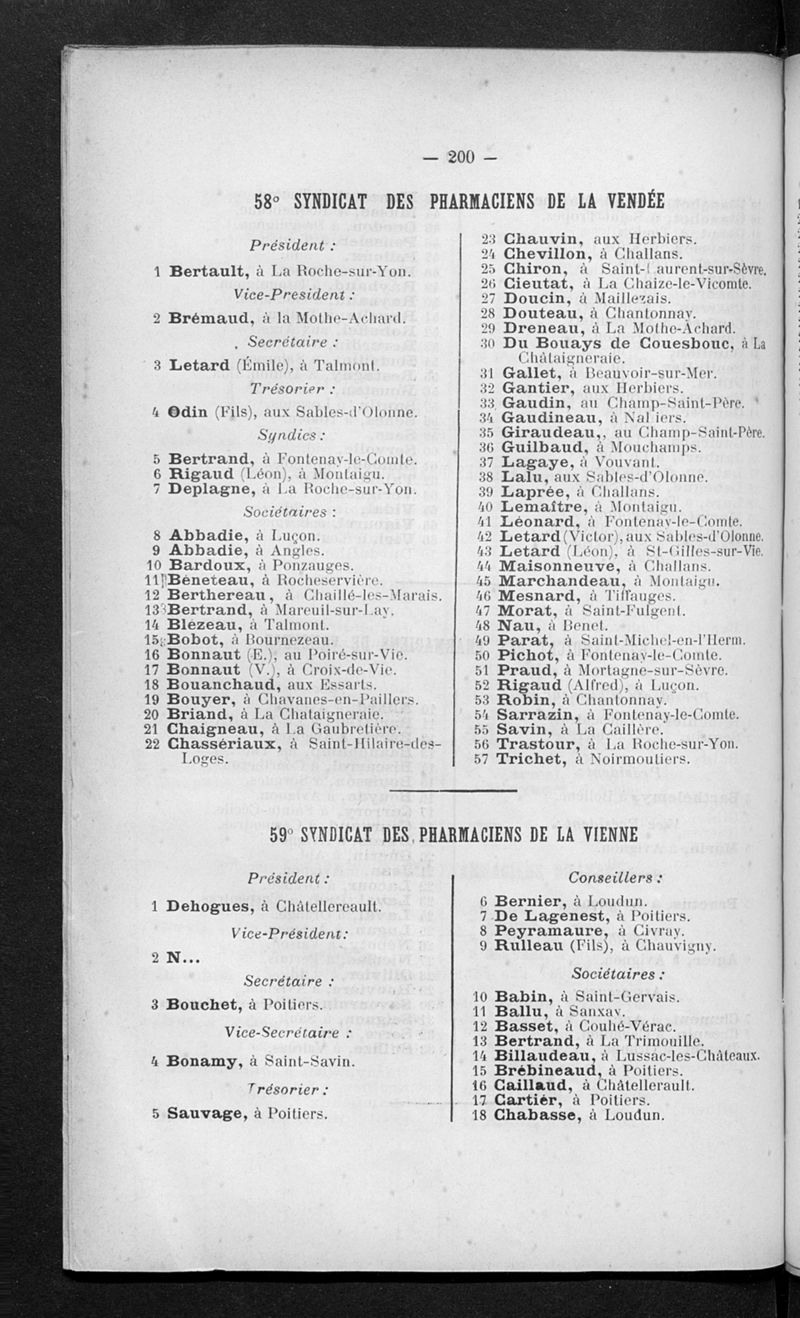 — 200 —
58° SYNDICAT DES PHARMACIENS DE LA VENDÉE
Président :
1 Bertault, à La Roche-sur-Yon.
Vice-President :
2 Brémaud, à la Mothe-Achard.
Secrétaire :
3 Letard (Émile), à Talmont.
Trésorier :
4 Odin (Fils), aux Sables-d'Olonne.
Syndics :
5 Bertrand, à Fontenay-le-Comte.
6 Rigaud (Léon), à Montaigu.
7 Deplagne, à La Roche-sur-Yon.
Sociétaires :
8 Abbadie, à Luçon.
9 Abbadie, à Angles.
10 Bardoux, à Ponzauges.
11 Béneteau, à Rocheservière.
12 Berthereau, à Chaillé-les-Marais.
13 Bertrand, à Mareuil-sur-Lay.
14 Blézeau, à Talmont.
15 Bobot, à Bournezeau.
16 Bonnaut (E.), au Poiré-sur-Vie.
17 Bonnaut (V.), à Croix-de-Vie.
18 Bouanchaud, aux Essarts.
19 Bouyer, à Chavanes-en-Paillers.
20 Briand, à La Chataigneraie.
21 Chaigneau, à La Gaubretière.
22 Chassériaux, à Saint-Hilaire-des-
Loges.
23 Chauvin, aux Herbiers.
24 Chevillon, à Challans.
25 Chiron, à Saint-Laurent-sur-Sèvre.
26 Cieutat, à La Chaize-le-Vicomte.
27 Doucin, à Maillezais.
28 Douteau, à Chantonnay.
29 Dreneau, à La Mothe-Achard.
30 Du Bouays de Couesbouc, à La
Châtaigneraie.
31 Gallet, à Beauvoir-sur-Mer.
32 Gantier, aux Herbiers.
33 Gaudin, au Champ-Saint-Père.
34 Gaudineau, à Nal iers.
35 Giraudeau,, au Champ-Saint-Père.
36 Guilbaud, à Mouchamps.
37 Lagaye, à Vouvant.
38 Lalu, aux Sables-d'Olonne.
39 Laprée, à Challans.
40 Lemaître, à Montaigu.
41 Léonard, à Fontenay-le-Comte.
42 Letard (Victor), aux Sables-d'Olonne.
43 Letard (Léon), à St-Gilles-sur-Vie.
44 Maisonneuve, à Challans.
45 Marchandeau, à Montaigu.
46 Mesnard, à Tiffauges.
47 Morat, à Saint-Fulgent.
48 Nau, à Benet.
49 Parat, à Saint-Michel-en-l'Herm.
50 Pichot, à Fontenay-le-Comte.
51 Praud, à Mortagne-sur-Sèvre.
52 Rigaud (Alfred), à Luçon.
53 Robin, à Chantonnay.
54 Sarrazin, à Fontenay-le-Comte.
55 Savin, à La Caillère.
56 Trastour, à La Roche-sur-Yon.
57 Trichet, à Noirmoutiers.
59° SYNDICAT DES PHARMACIENS DE LA VIENNE
Président :
1 Dehogues, à Châtellereault.
Vice-Président :
2 N...
Secrétaire :
3 Bouchet, à Poitiers.
Vice-Secrétaire :
4 Bonamy, à Saint-Savin.
Trésorier :
5 Sauvage, à Poitiers.
Conseillers :
6 Bernier, à Loudun.
7 De Lagenest, à Poitiers.
8 Peyramaure, à Civray.
9 Rulleau (Fils), à Chauvigny.
Sociétaires :
10 Babin, à Saint-Gervais.
11 Ballu, à Sanxay.
12 Basset, à Couhé-Vérac.
13 Bertrand, à La Trimouille.
14 Billaudeau, à Lussac-les-Châteaux.
15 Brébineaud, à Poitiers.
16 Caillaud, à Châtellerault.
17 Cartiér, à Poitiers.
18 Chabasse, à Loudun.